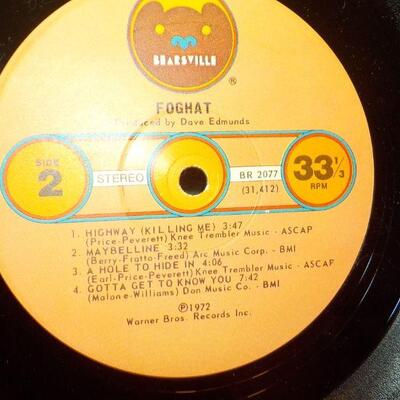 BEARSVILLE
®
FOGHAT
Produced by Dave Edmunds
SIDE 2 STEREO BR 2077 (31,412) 33 1/3 RPM
1. HIGHWAY (KILLING ME) 3:47
(Price-Peverett) Knee Trembler Music - ASCAP
2. MAYBELLINE 3:32
(Berry-Fratto-Freed) Arc Music Corp. - BMI
3. A HOLE TO HIDE IN 4:06
(Earl-Price-Peverett) Knee Trembler Music - ASCAP
4. GOTTA GET TO KNOW YOU 7:42
(Malone-Williams) Don Music Co. - BMI
℗1972
Warner Bros. Records Inc.